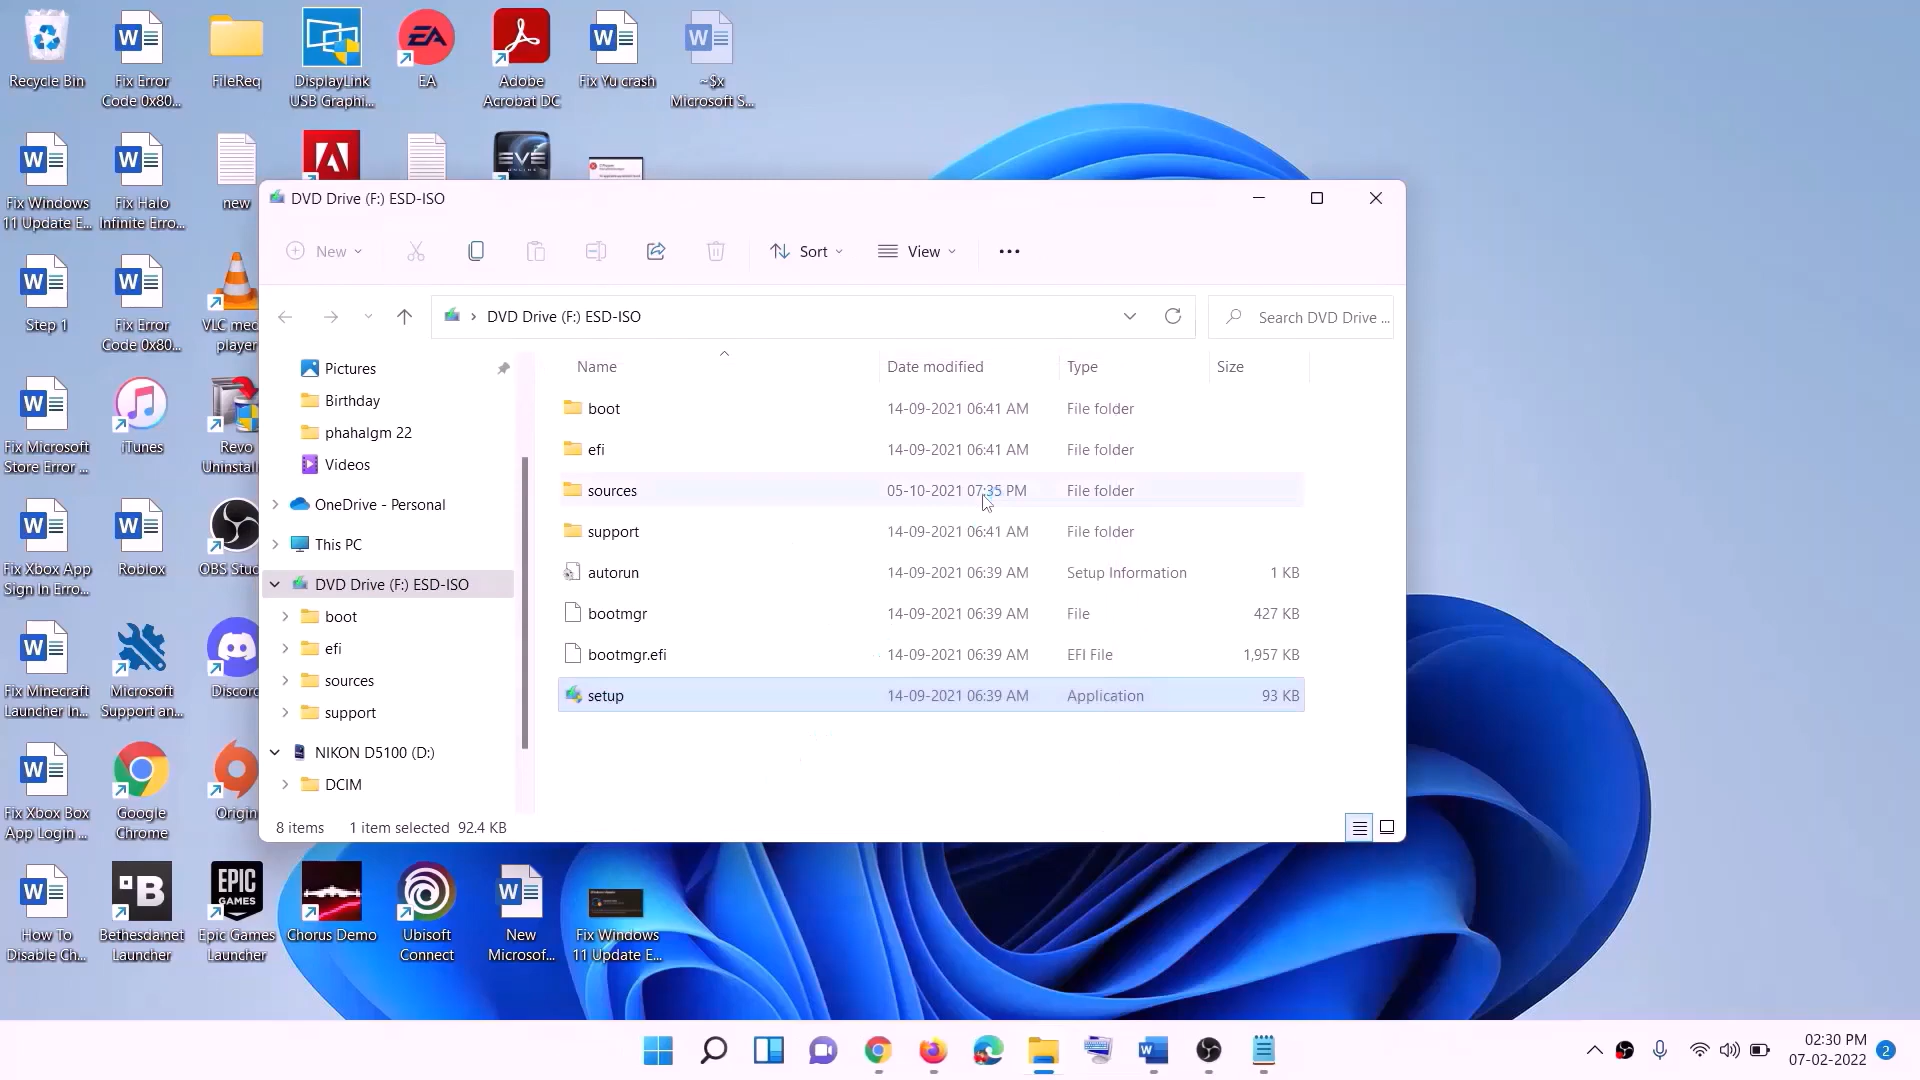 Recycle Bin
Fix Error
Code 0x80...
FileReq
DisplayLink
USB Graphi...
EA
EA
Adobe
Acrobat DC
Fix Yu crash
~$x
Microsoft S...
Fix Windows
11 Update E...
Fix Halo
Infinite Erro...
new
EVE
ONLINE
DVD Drive (F:) ESD-ISO
New
Sort
View
DVD Drive (F:) ESD-ISO
Search DVD Drive ...
Step 1
Fix Error
Code 0x80...
VLC med
player
Fix Microsoft
Store Error ...
iTunes
Revo
Uninstall
Fix Xbox App
Sign In Erro...
Roblox
OBS Stud
Fix Minecraft
Launcher In...
Microsoft
Support an...
Discord
Fix Xbox Box
App Login ...
Google
Chrome
Origin
Pictures
Birthday
phahalgm 22
Videos
OneDrive - Personal
This PC
DVD Drive (F:) ESD-ISO
boot
efi
sources
support
NIKON D5100 (D:)
DCIM
Name Date modified Type Size
boot 14-09-2021 06:41 AM File folder
efi 14-09-2021 06:41 AM File folder
sources 05-10-2021 07:35 PM File folder
support 14-09-2021 06:41 AM File folder
autorun 14-09-2021 06:39 AM Setup Information 1 KB
bootmgr 14-09-2021 06:39 AM File 427 KB
bootmgr.efi 14-09-2021 06:39 AM EFI File 1,957 KB
setup 14-09-2021 06:39 AM Application 93 KB
8 items 1 item selected 92.4 KB
How To
Disable Ch...
Bethesda.net
Launcher
EPIC
GAMES
Epic Games
Launcher
Chorus Demo
Ubisoft
Connect
New
Microsof...
Fix Windows
11 Update E...
02:30 PM
07-02-2022
2